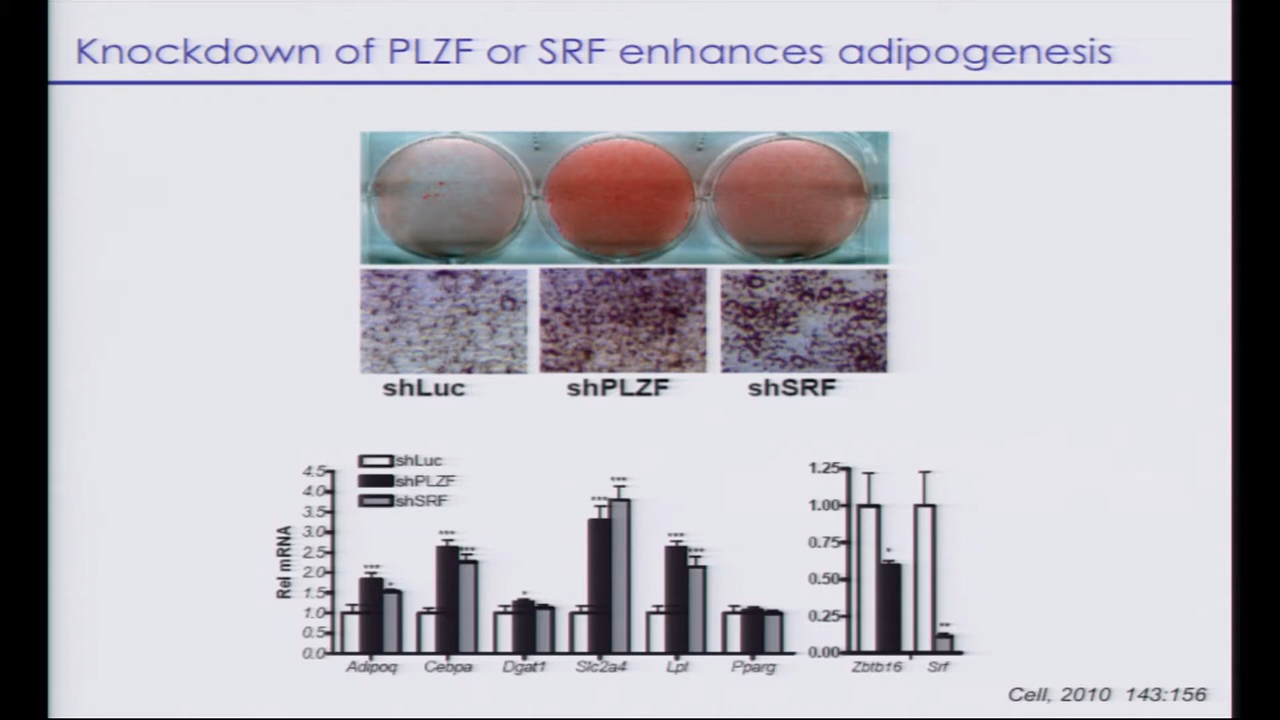 Knockdown of PLZF or SRF enhances adipogenesis
shLuc shPLZF shSRF
shLuc
shPLZF
shSRF
Rel mRNA
4.5
4.0
3.5
3.0
2.5
2.0
1.5
1.0
0.5
0.0
*** * *** *** * *** *** *** ***
Adipoq Cebpa Dgat1 Slc2a4 Lpl Pparg
1.25
1.00
0.75
0.50
0.25
0.00
* **
Zbtb16 Srf
Cell, 2010 143:156